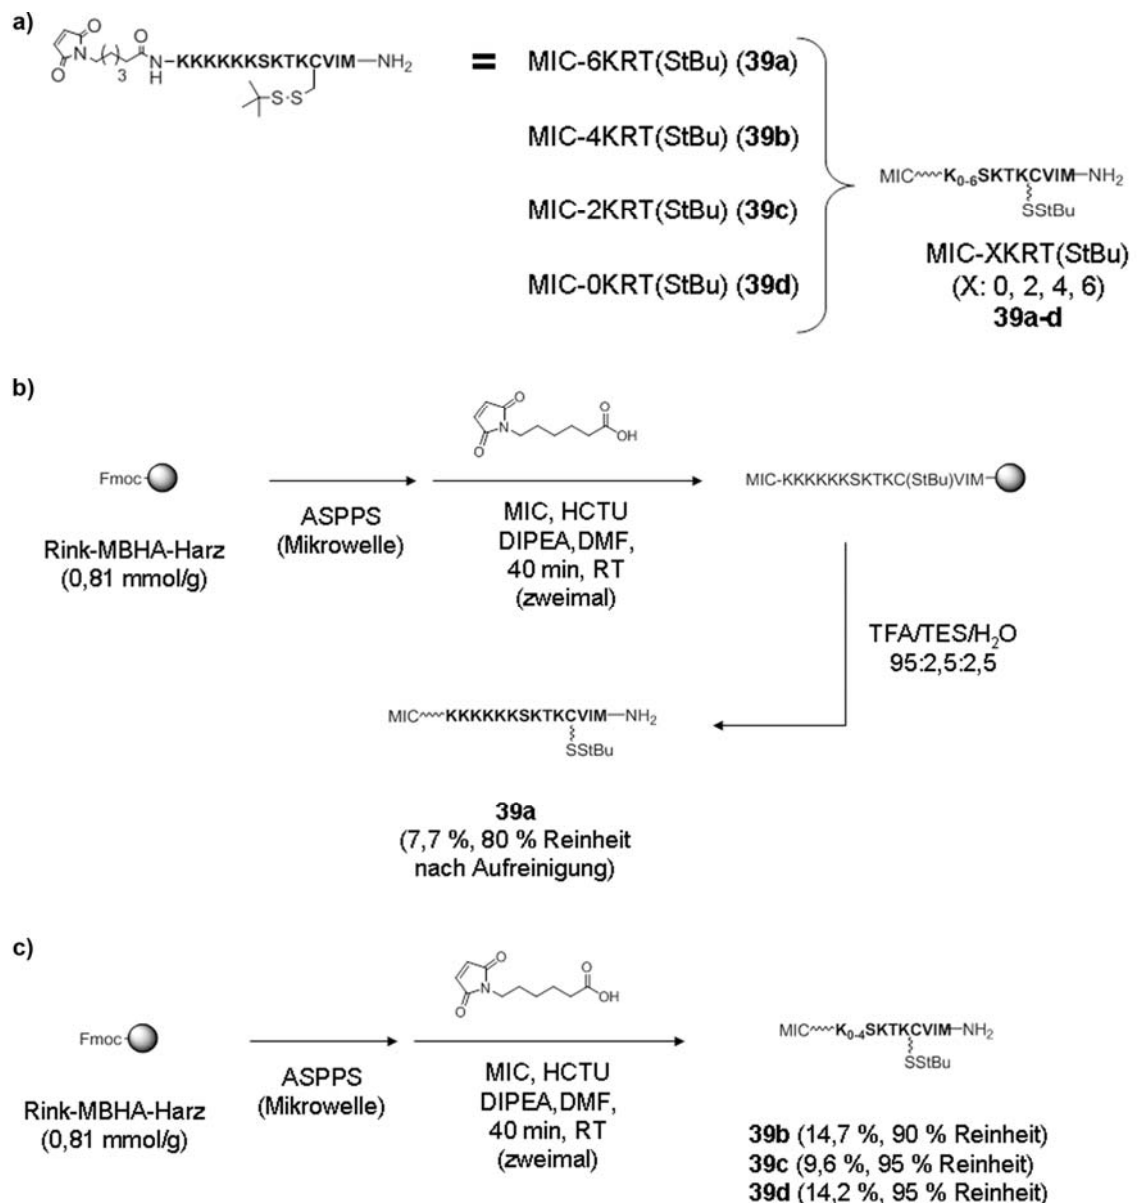 a)
O
O
N
3
O
N
H
KKKKKKSKTKCVIM
NH2
S-S
= MIC-6KRT(StBu) (39a)
MIC-4KRT(StBu) (39b)
MIC-2KRT(StBu) (39c)
MIC-0KRT(StBu) (39d)
MIC K0-6SKTKCVIM—NH2
SStBu
MIC-XKRT(StBu)
(X: 0, 2, 4, 6)
39a-d
b)
O
N
O
O
OH
Fmoc
Rink-MBHA-Harz
(0,81 mmol/g)
ASPPS
(Mikrowelle)
MIC, HCTU
DIPEA,DMF,
40 min, RT
(zweimal)
MIC-KKKKKKSKTKC(StBu)VIM
TFA/TES/H2O
95:2,5:2,5
MIC KKKKKKSKTKCVIM—NH2
SStBu
39a
(7,7 %, 80 % Reinheit
nach Aufreinigung)
c)
O
N
O
O
OH
Fmoc
Rink-MBHA-Harz
(0,81 mmol/g)
ASPPS
(Mikrowelle)
MIC, HCTU
DIPEA,DMF,
40 min, RT
(zweimal)
MIC K0-4SKTKCVIM—NH2
SStBu
39b (14,7 %, 90 % Reinheit)
39c (9,6 %, 95 % Reinheit)
39d (14,2 %, 95 % Reinheit)